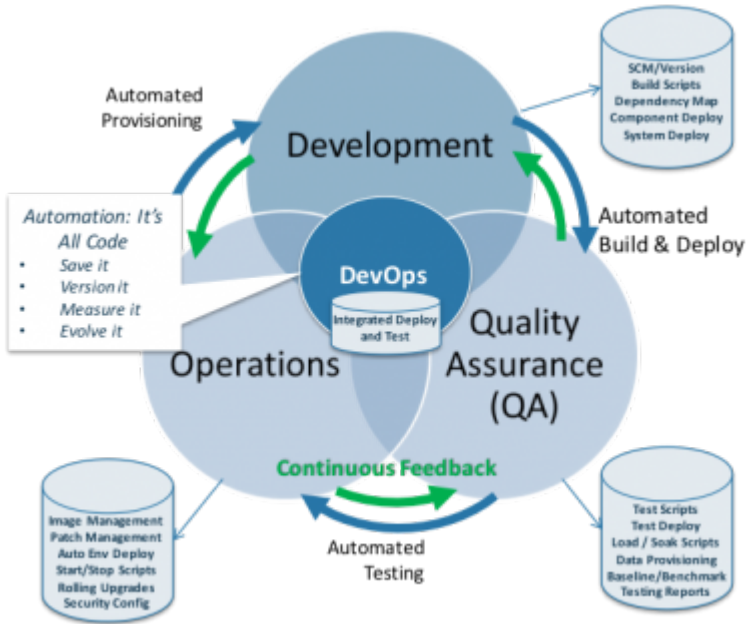 SCM/Version
Build Scripts
Dependency Map
Component Deploy
System Deploy
Automated
Provisioning
Development
Automation: It's
All Code
• Save it
• Version it
• Measure it
• Evolve it
Automated
Build & Deploy
DevOps
Integrated Deploy
and Test
Operations
Quality
Assurance
(QA)
Continuous Feedback
Image Management
Patch Management
Auto Env Deploy
Start/Stop Scripts
Rolling Upgrades
Security Config
Automated
Testing
Test Scripts
Test Deploy
Load / Soak Scripts
Data Provisioning
Baseline/Benchmark
Testing Reports